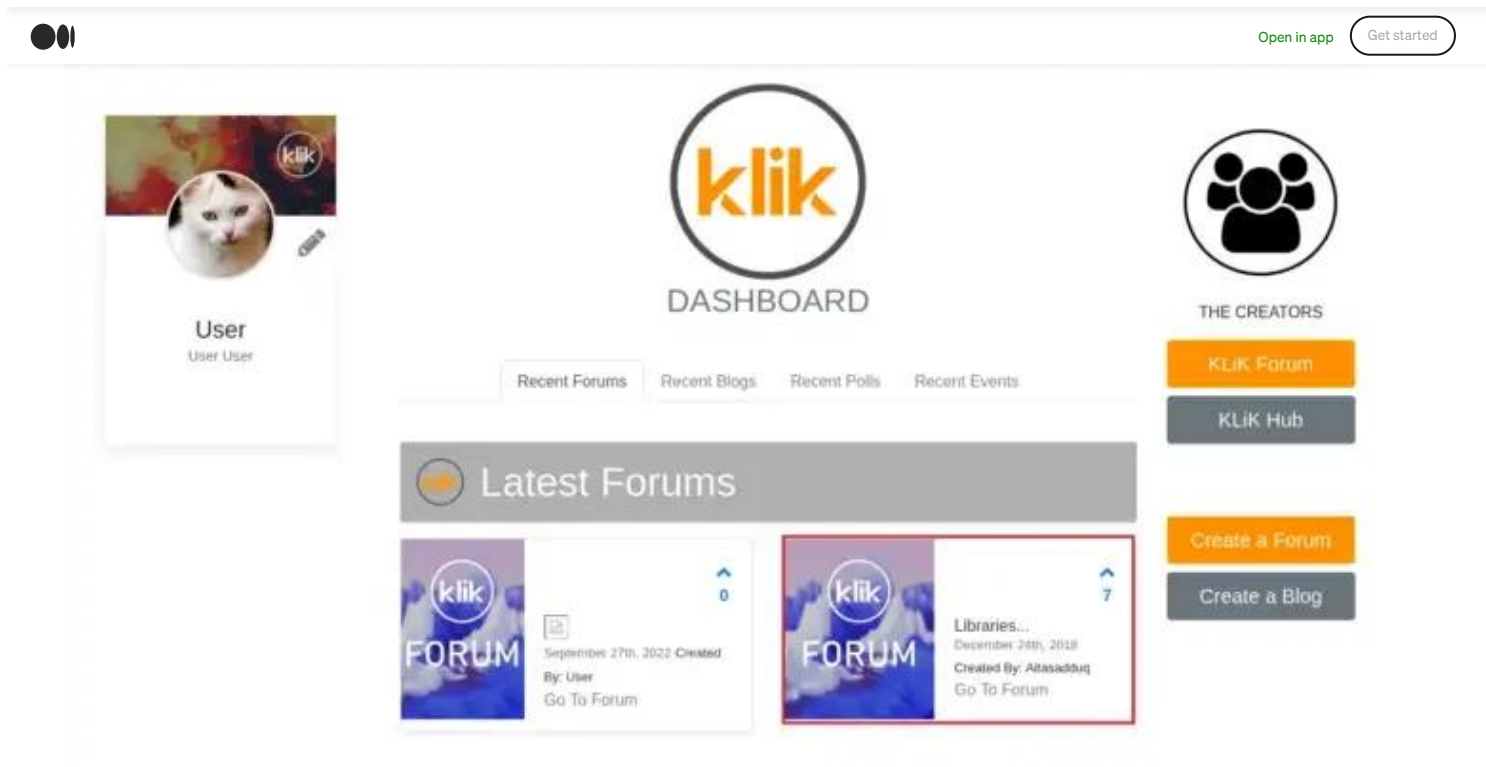 Open in app
Get started
klik
User
User User
klik
DASHBOARD
Recent Forums
Recent Blogs
Recent Polls
Recent Events
Latest Forums
klik
FORUM
0
September 27th, 2022 Created
By: User
Go To Forum
klik
FORUM
7
Libraries...
December 24th, 2018
Created By: Altasadduq
Go To Forum
THE CREATORS
KLiK Forum
KLiK Hub
Create a Forum
Create a Blog